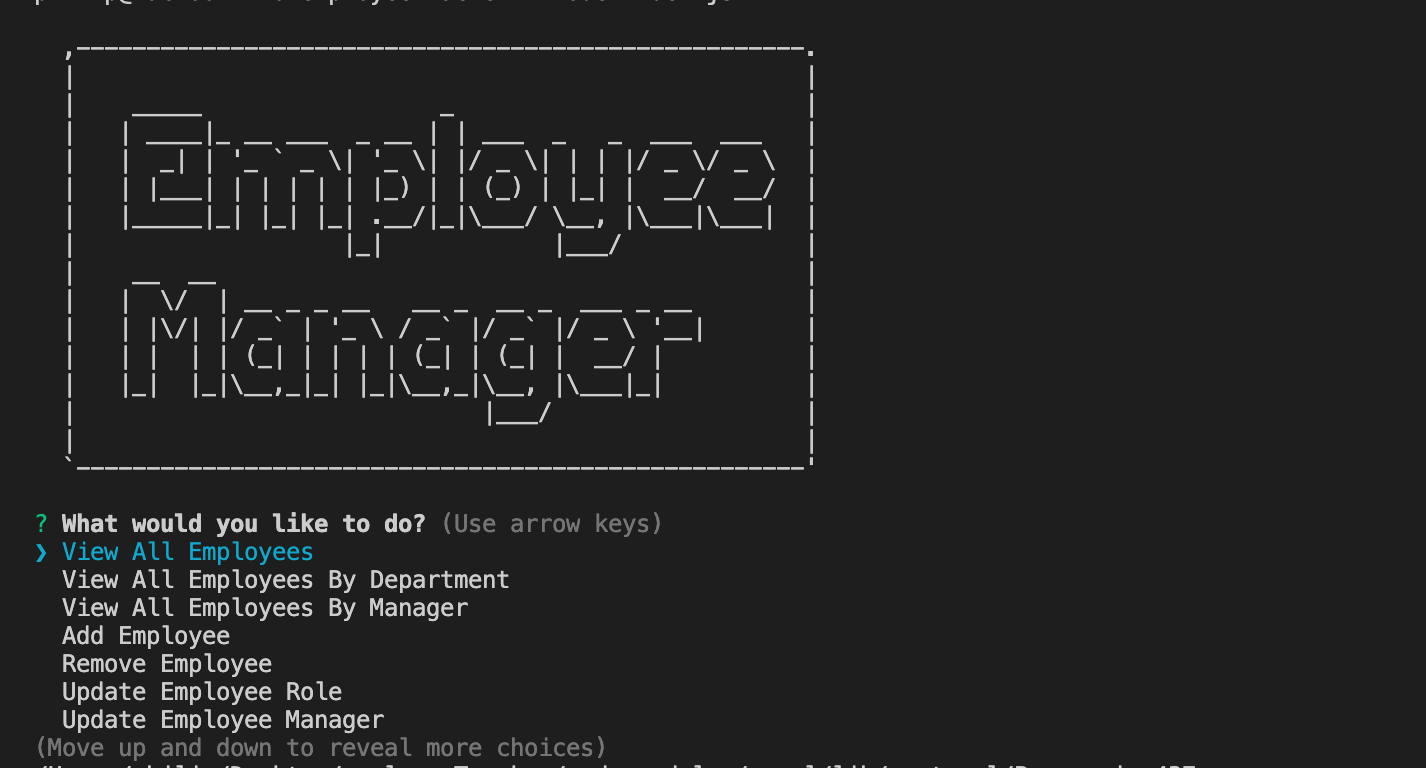 Employee
Manager
? What would you like to do? (Use arrow keys)
❯ View All Employees
View All Employees By Department
View All Employees By Manager
Add Employee
Remove Employee
Update Employee Role
Update Employee Manager
(Move up and down to reveal more choices)